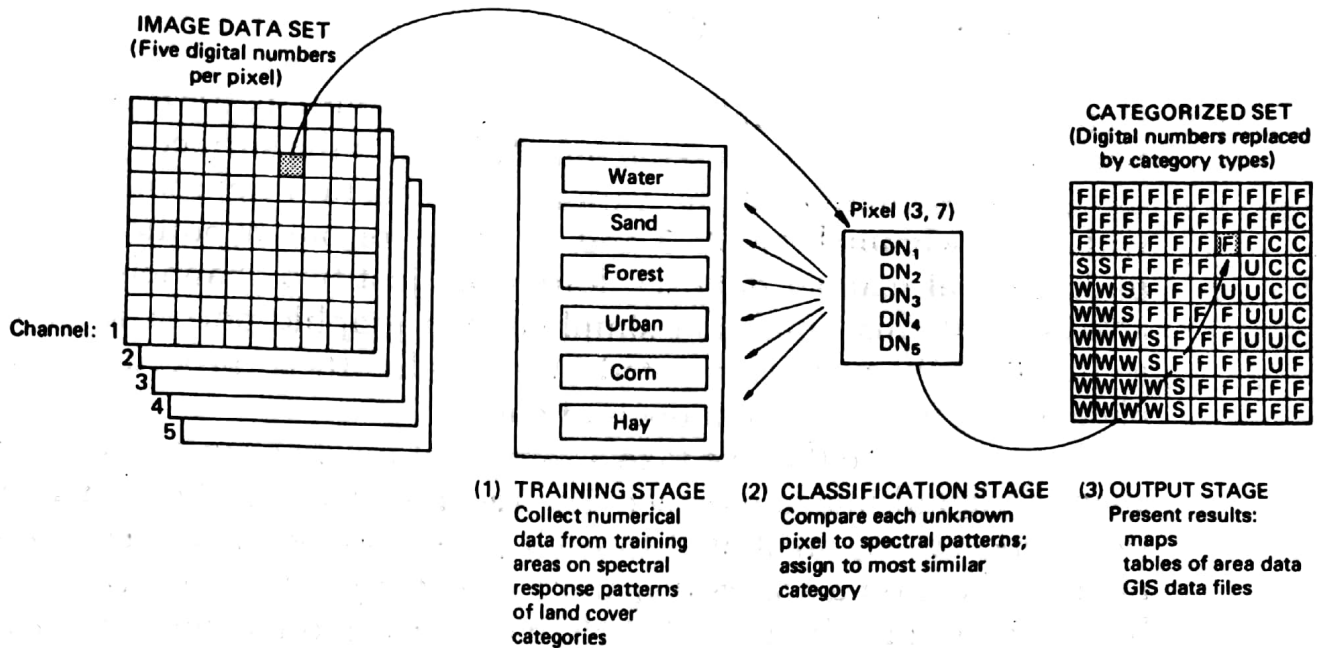 IMAGE DATA SET
(Five digital numbers
per pixel)
Channel: 1
2
3
4
5
Water
Sand
Forest
Urban
Corn
Hay
Pixel (3, 7)
DN₁
DN₂
DN₃
DN₄
DN₅
CATEGORIZED SET
(Digital numbers replaced
by category types)
F F F F F F F F F F
F F F F F F F F F C
F F F F F F F F C C
S S F F F F U C C
W W S F F F U U C C
W W S F F F F U U C
W W W S F F F U U C
W W W S F F F F U F
W W W W S F F F F F
W W W W S F F F F F
(1) TRAINING STAGE
Collect numerical
data from training
areas on spectral
response patterns
of land cover
categories
(2) CLASSIFICATION STAGE
Compare each unknown
pixel to spectral patterns;
assign to most similar
category
(3) OUTPUT STAGE
Present results:
maps
tables of area data
GIS data files